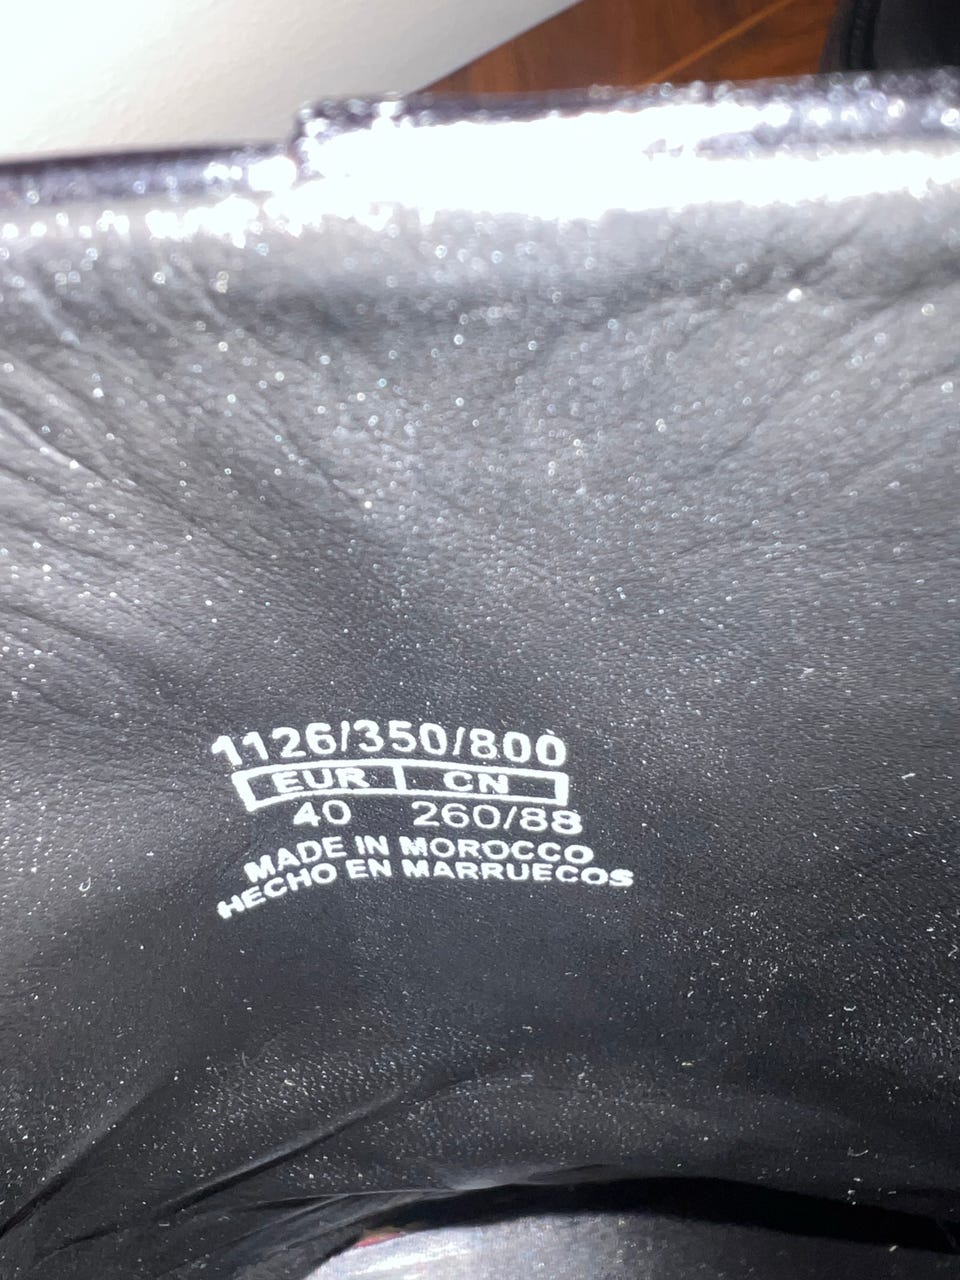 1126/350/800
EUR CN
40 260/88
MADE IN MOROCCO
HECHO EN MARRUECOS